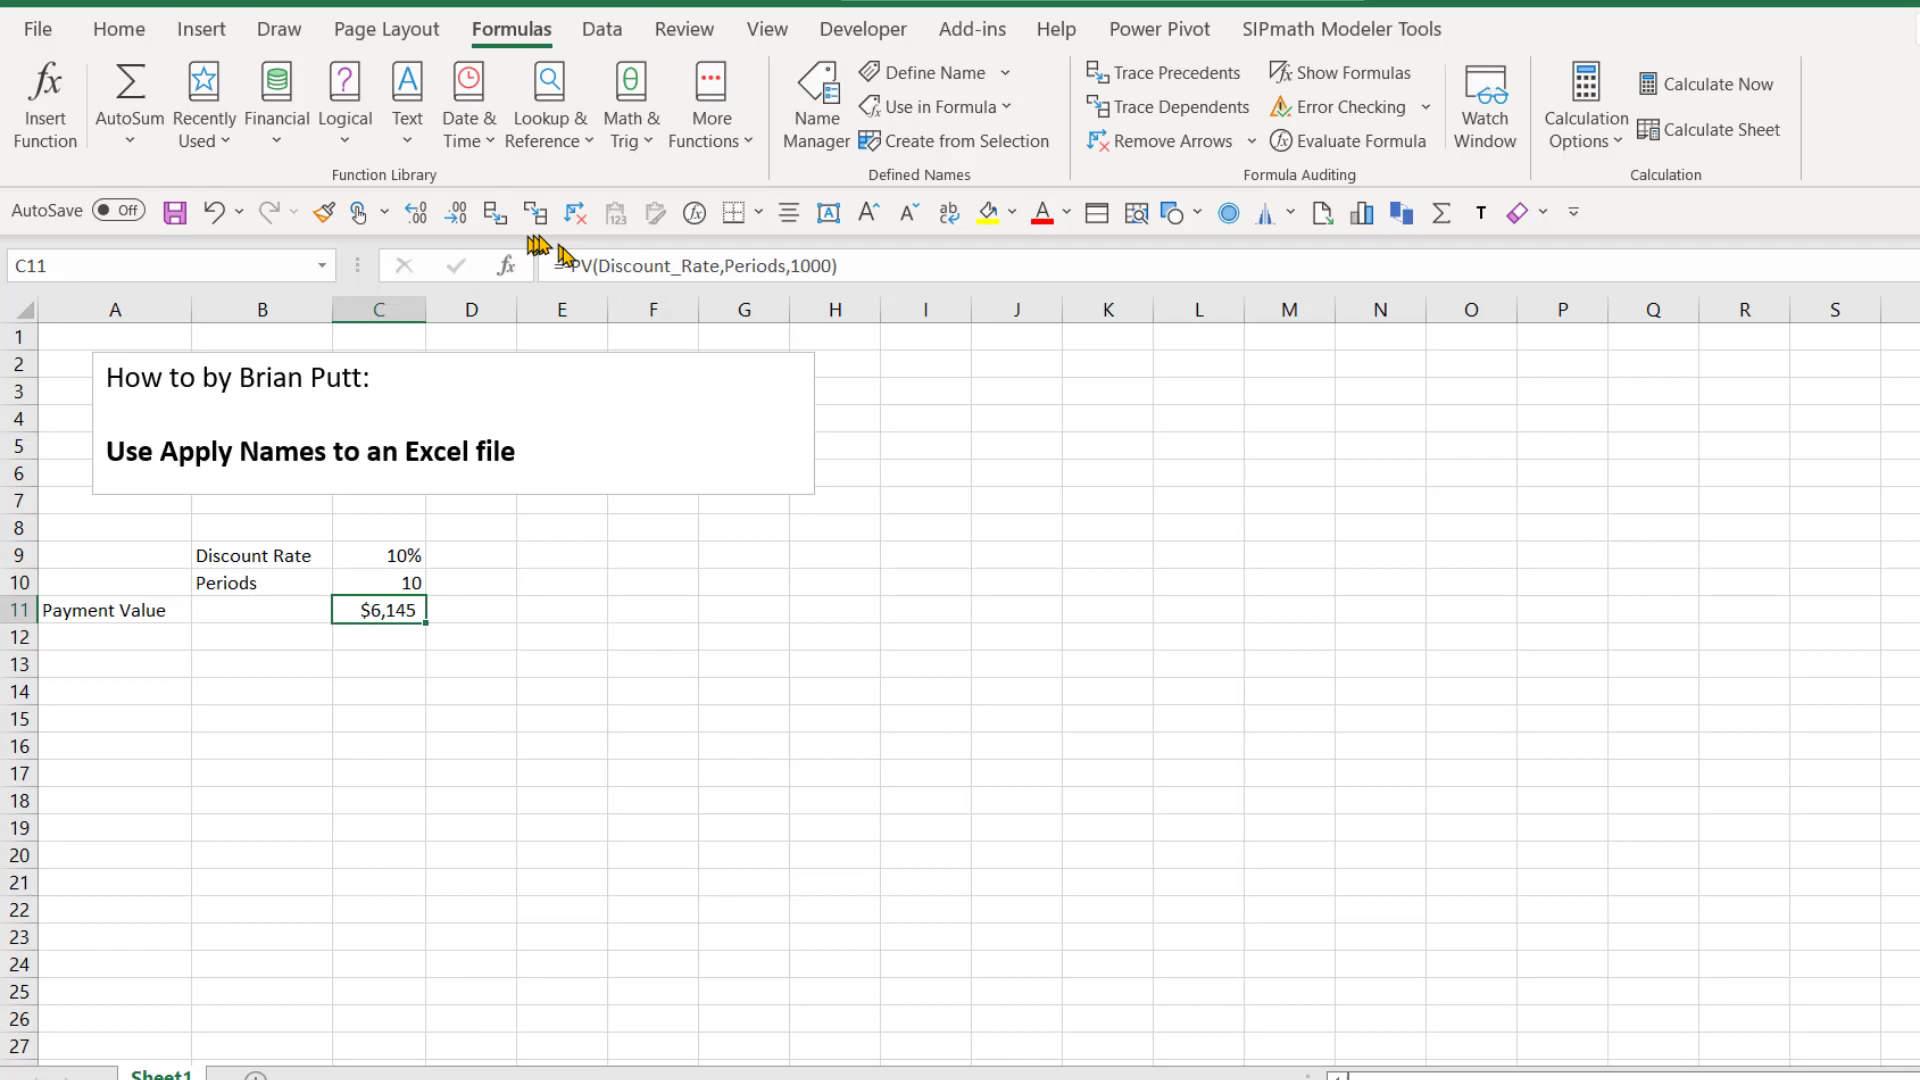 File Home Insert Draw Page Layout Formulas Data Review View Developer Add-ins Help Power Pivot SIPmath Modeler Tools
Insert Function AutoSum Recently Used Financial Logical Text Date & Time Lookup & Reference Math & Trig More Functions
Function Library
Name Manager Define Name Use in Formula Create from Selection
Defined Names
Trace Precedents Trace Dependents Remove Arrows Show Formulas Error Checking Evaluate Formula Watch Window
Formula Auditing
Calculation Options Calculate Now Calculate Sheet
Calculation
AutoSave Off
C11 fx PV(Discount_Rate,Periods,1000)
A B C D E F G H I J K L M N O P Q R S
1
2
How to by Brian Putt:
3
4
5
Use Apply Names to an Excel file
6
7
8
9 Discount Rate 10%
10 Periods 10
11 Payment Value $6,145
12
13
14
15
16
17
18
19
20
21
22
23
24
25
26
27
Sheet1